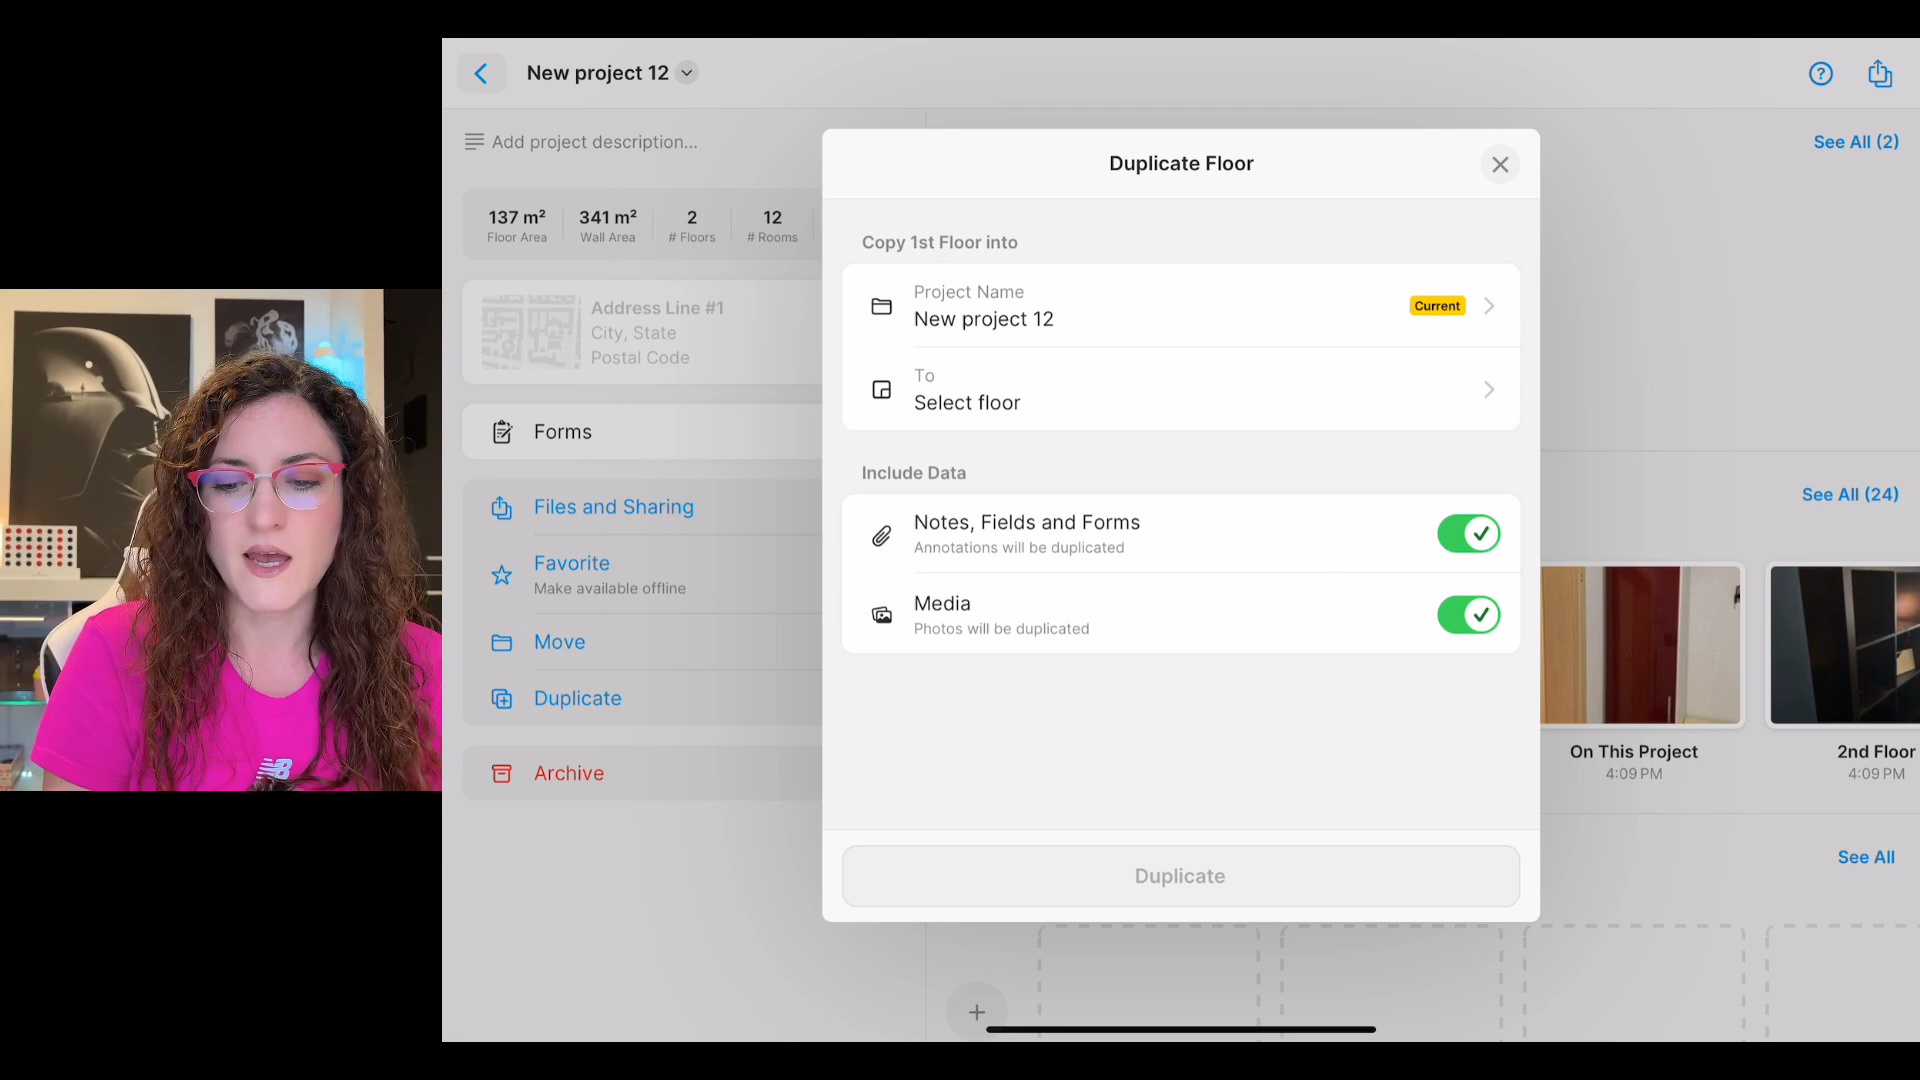 New project 12
Add project description...
See All (2)
137 m²
Floor Area
341 m²
Wall Area
2
# Floors
12
# Rooms
Address Line #1
City, State
Postal Code
Forms
Files and Sharing
Favorite
Make available offline
Move
Duplicate
Archive
Duplicate Floor
Copy 1st Floor into
Project Name
New project 12
Current
To
Select floor
Include Data
Notes, Fields and Forms
Annotations will be duplicated
Media
Photos will be duplicated
Duplicate
See All (24)
On This Project
4:09 PM
2nd Floor
4:09 PM
See All
NB